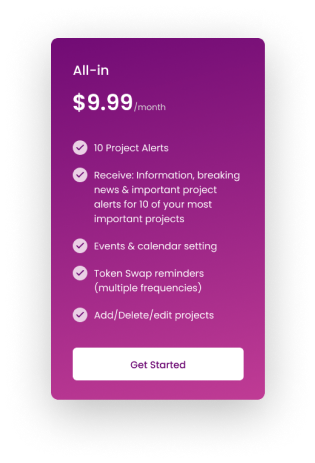 All-in
$9.99/month
10 Project Alerts
Receive: Information, breaking
news & important project
alerts for 10 of your most
important projects
Events & calendar setting
Token Swap reminders
(multiple frequencies)
Add/Delete/edit projects
Get Started